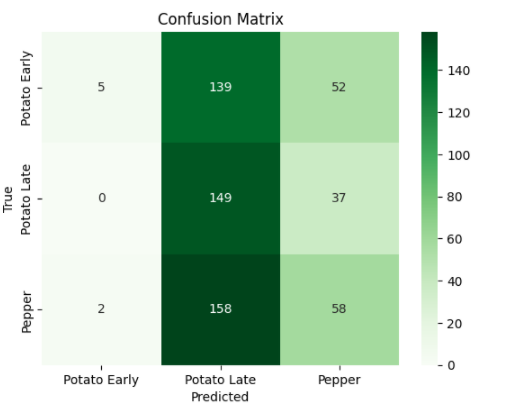 Confusion Matrix
True
Potato Early
5 139 52
Potato Late
0 149 37
Pepper
2 158 58
Potato Early Potato Late Pepper
Predicted
140
120
100
80
60
40
20
0